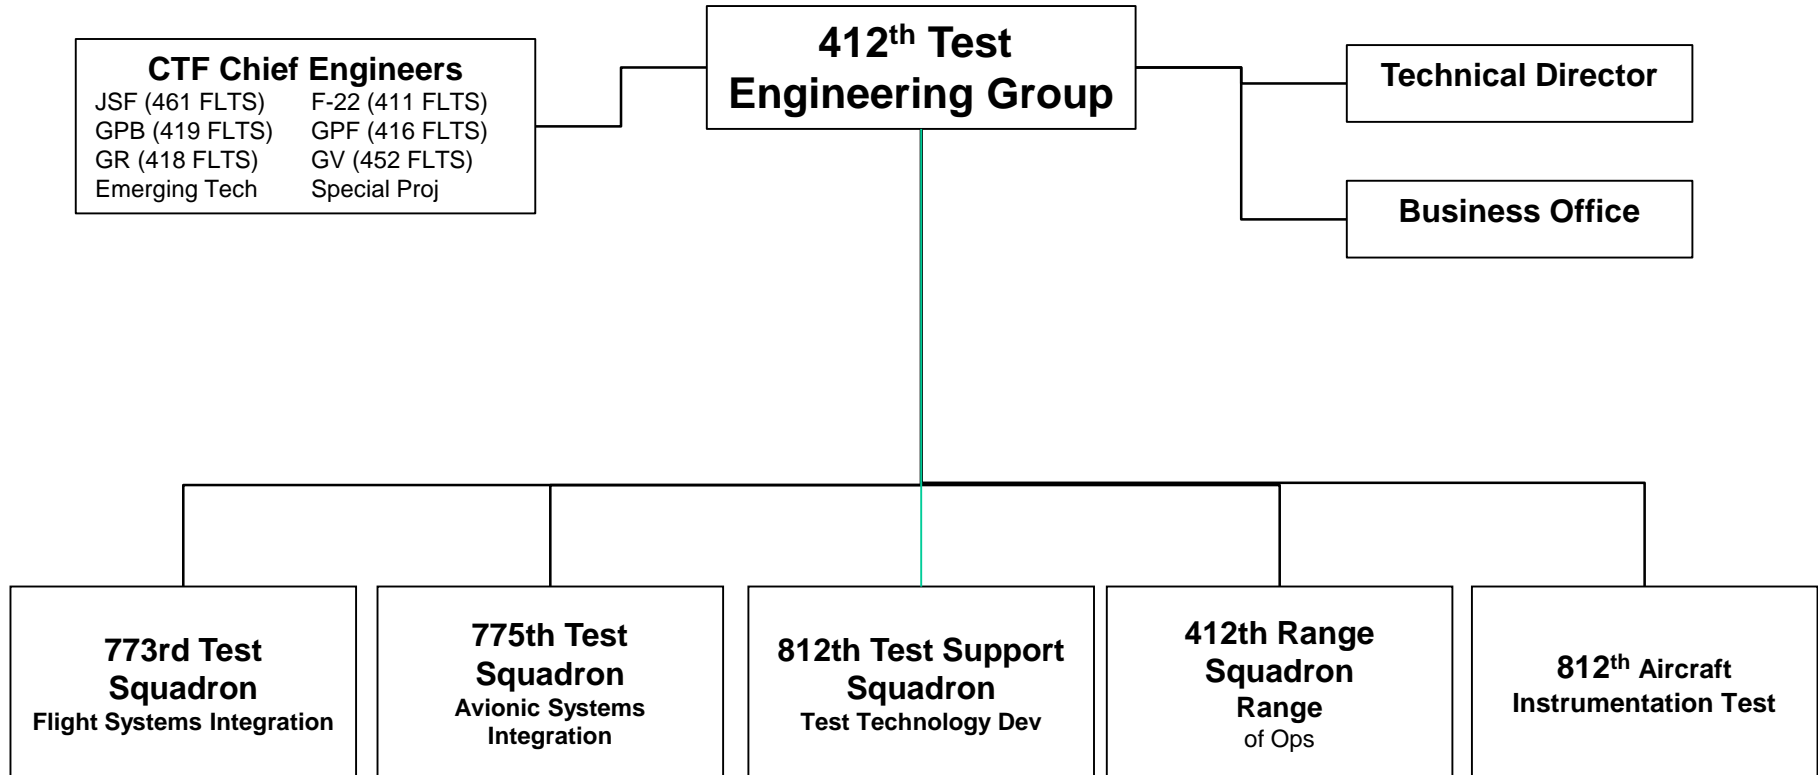 412th Test
Engineering Group
CTF Chief Engineers
JSF (461 FLTS) F-22 (411 FLTS)
GPB (419 FLTS) GPF (416 FLTS)
GR (418 FLTS) GV (452 FLTS)
Emerging Tech Special Proj
Technical Director
Business Office
773rd Test
Squadron
Flight Systems Integration
775th Test
Squadron
Avionic Systems
Integration
812th Test Support
Squadron
Test Technology Dev
412th Range
Squadron
Range
of Ops
812th Aircraft
Instrumentation Test